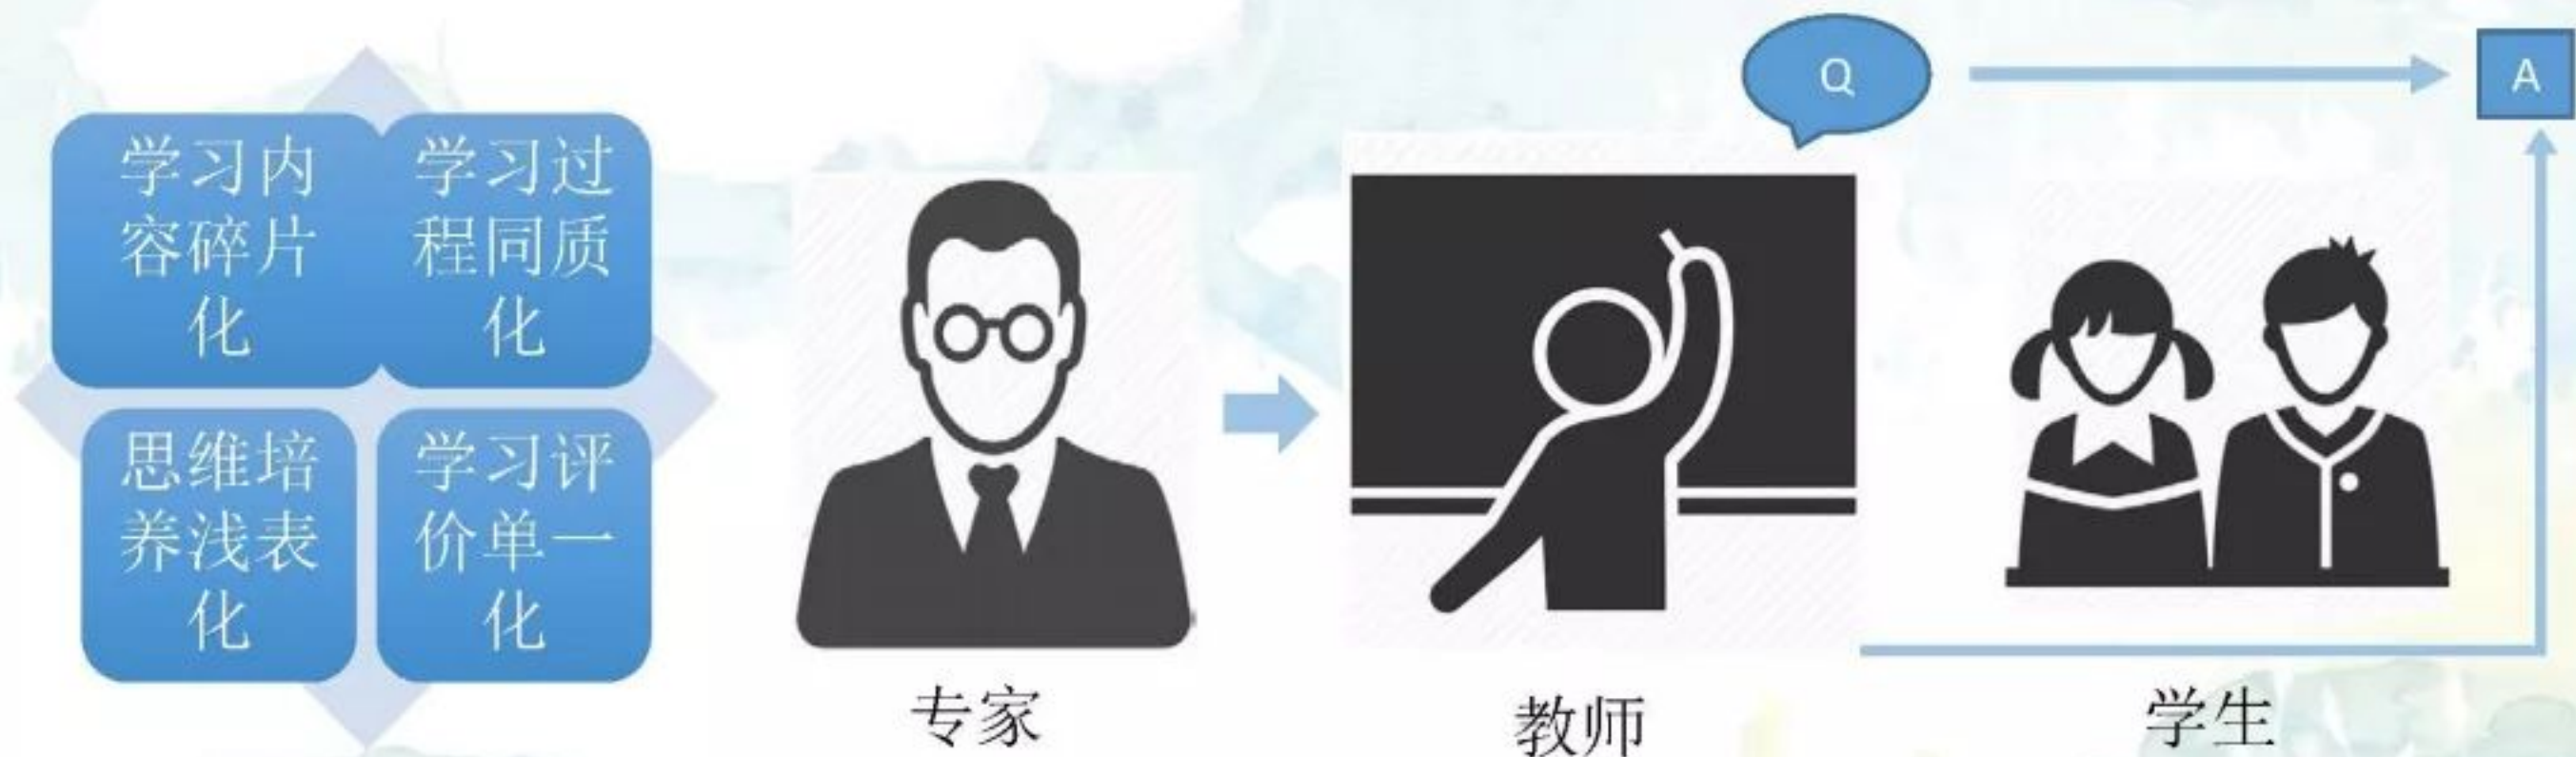 学习内
容碎片
化
学习过
程同质
化
思维培
养浅表
化
学习评
价单一
化
Q
A
专家
教师
学生